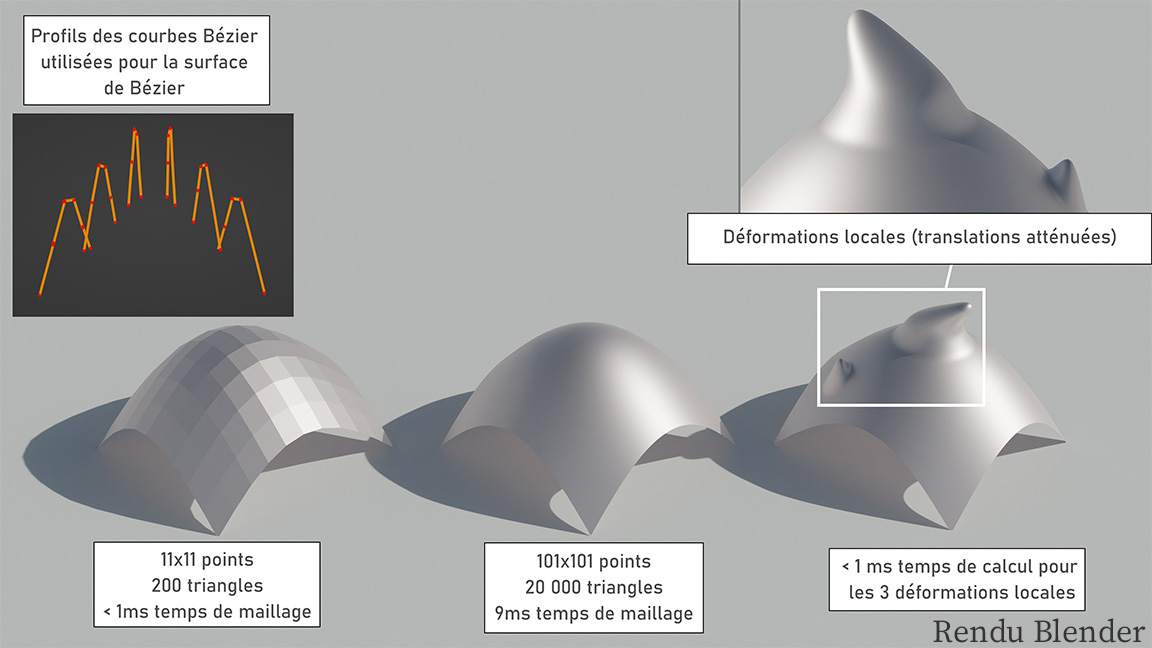 Profils des courbes Bézier
utilisées pour la surface
de Bézier
Déformations locales (translations atténuées)
11x11 points
200 triangles
< 1ms temps de maillage
101x101 points
20 000 triangles
9ms temps de maillage
< 1 ms temps de calcul pour
les 3 déformations locales
Rendu Blender